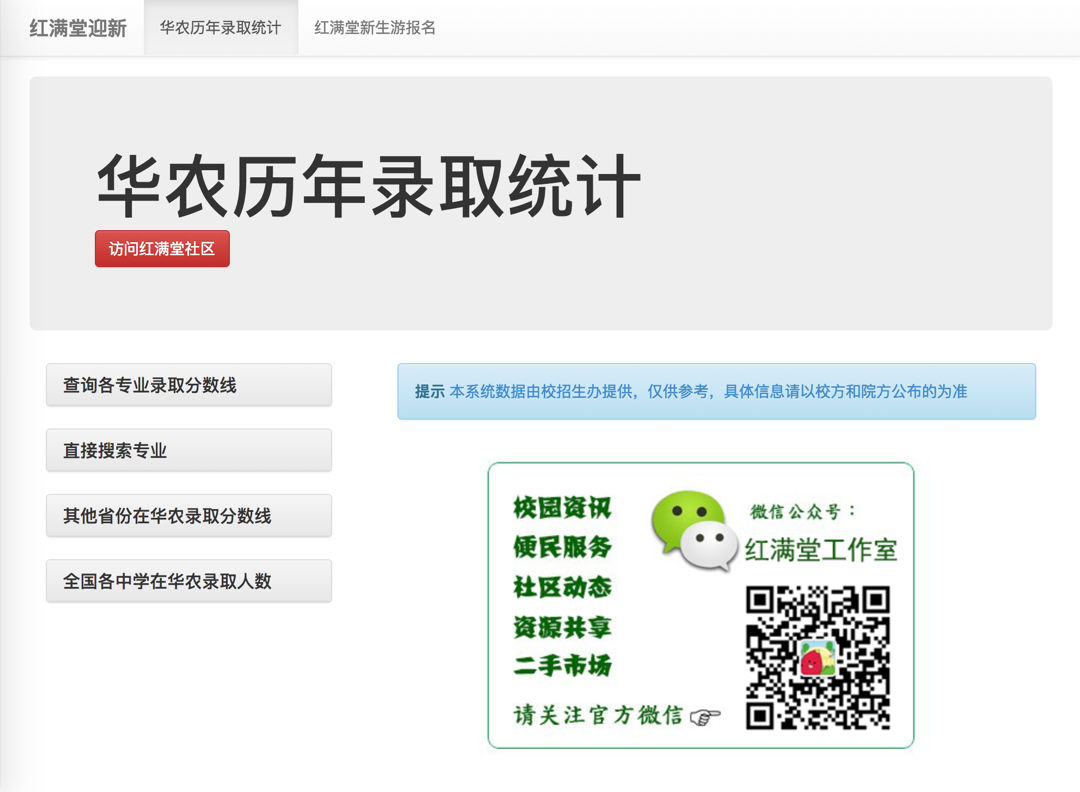 红满堂迎新
华农历年录取统计
红满堂新生游报名
华农历年录取统计
访问红满堂社区
查询各专业录取分数线
直接搜索专业
其他省份在华农录取分数线
全国各中学在华农录取人数
提示 本系统数据由校招生办提供，仅供参考，具体信息请以校方和院方公布的为准
校园资讯
便民服务
社区动态
资源共享
二手市场
请关注官方微信
微信公众号：
红满堂工作室